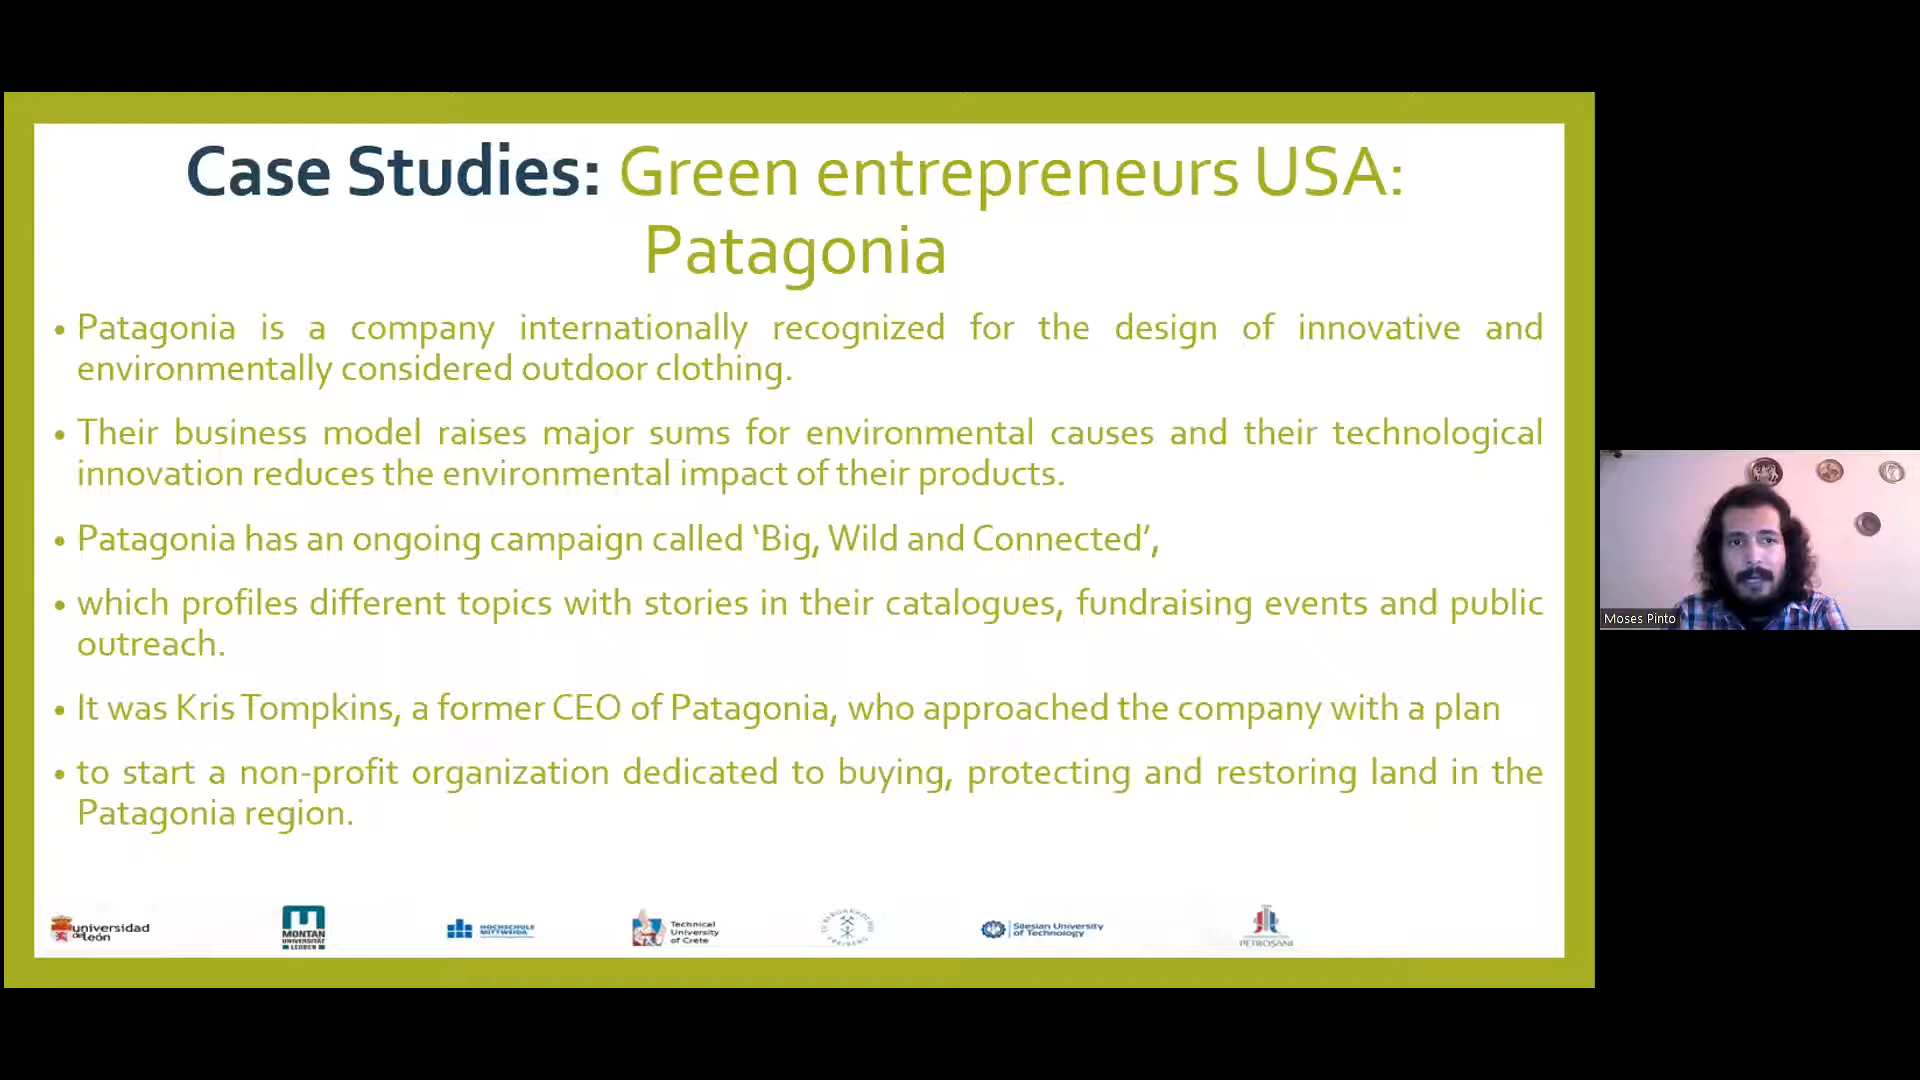 Case Studies: Green entrepreneurs USA:
Patagonia
• Patagonia is a company internationally recognized for the design of innovative and
environmentally considered outdoor clothing.
• Their business model raises major sums for environmental causes and their technological
innovation reduces the environmental impact of their products.
• Patagonia has an ongoing campaign called ‘Big, Wild and Connected’,
• which profiles different topics with stories in their catalogues, fundraising events and public
outreach.
• It was Kris Tompkins, a former CEO of Patagonia, who approached the company with a plan
• to start a non-profit organization dedicated to buying, protecting and restoring land in the
Patagonia region.
universidad
de león
MONTAN
UNIVERSITÄT
LEOBEN
HOCHSCHULE
MITTWEIDA
Technical
University
of Crete
Silesian University
of Technology
PETROȘANI
Moses Pinto